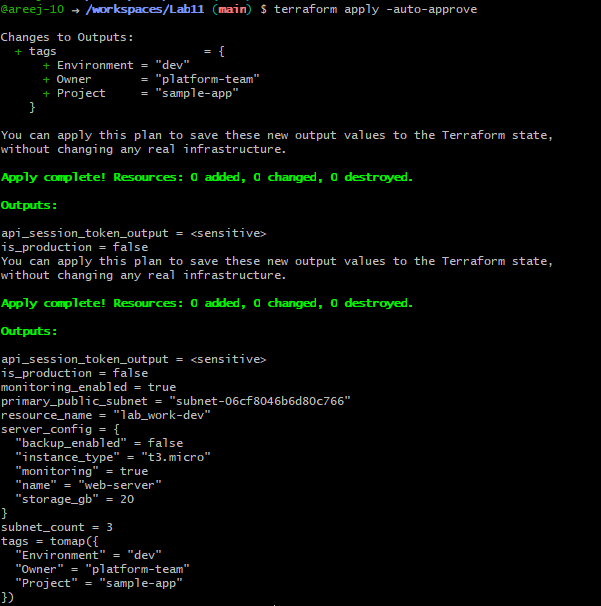 @areej-10 → /workspaces/Lab11 (main) $ terraform apply -auto-approve
Changes to Outputs:
  + tags                    = {
      + Environment = "dev"
      + Owner       = "platform-team"
      + Project     = "sample-app"
    }
You can apply this plan to save these new output values to the Terraform state,
without changing any real infrastructure.
Apply complete! Resources: 0 added, 0 changed, 0 destroyed.
Outputs:
api_session_token_output = <sensitive>
is_production = false
You can apply this plan to save these new output values to the Terraform state,
without changing any real infrastructure.
Apply complete! Resources: 0 added, 0 changed, 0 destroyed.
Outputs:
api_session_token_output = <sensitive>
is_production = false
monitoring_enabled = true
primary_public_subnet = "subnet-06cf8046b6d80c766"
resource_name = "lab_work-dev"
server_config = {
  "backup_enabled" = false
  "instance_type" = "t3.micro"
  "monitoring" = true
  "name" = "web-server"
  "storage_gb" = 20
}
subnet_count = 3
tags = tomap({
  "Environment" = "dev"
  "Owner" = "platform-team"
  "Project" = "sample-app"
})